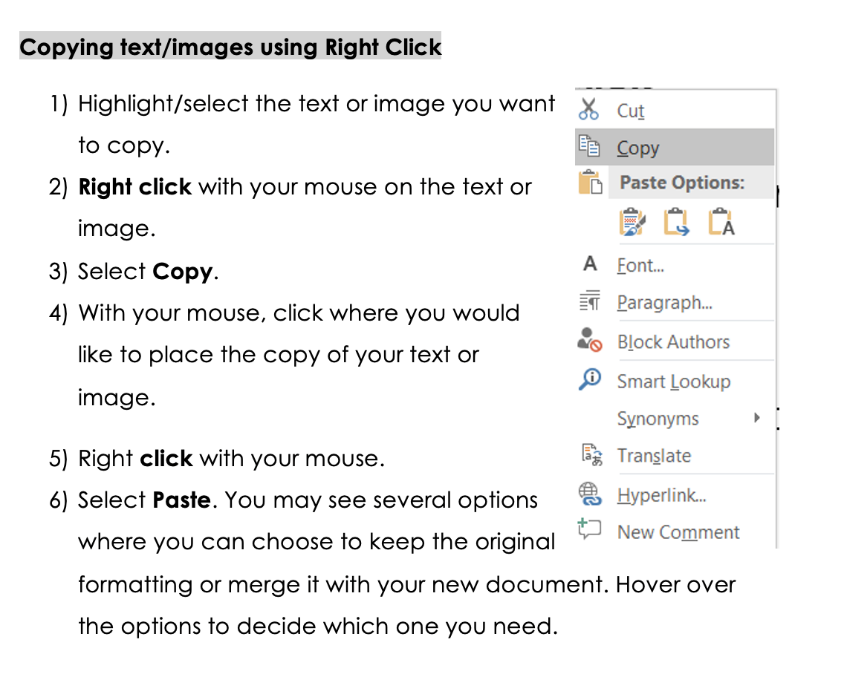 Copying text/images using Right Click
1) Highlight/select the text or image you want
to copy.
2) Right click with your mouse on the text or
image.
3) Select Copy.
4) With your mouse, click where you would
like to place the copy of your text or
image.
5) Right click with your mouse.
6) Select Paste. You may see several options
where you can choose to keep the original
formatting or merge it with your new document. Hover over
the options to decide which one you need.
Cut
Copy
Paste Options:
A
A Font...
Paragraph...
Block Authors
Smart Lookup
Synonyms
Translate
Hyperlink...
New Comment